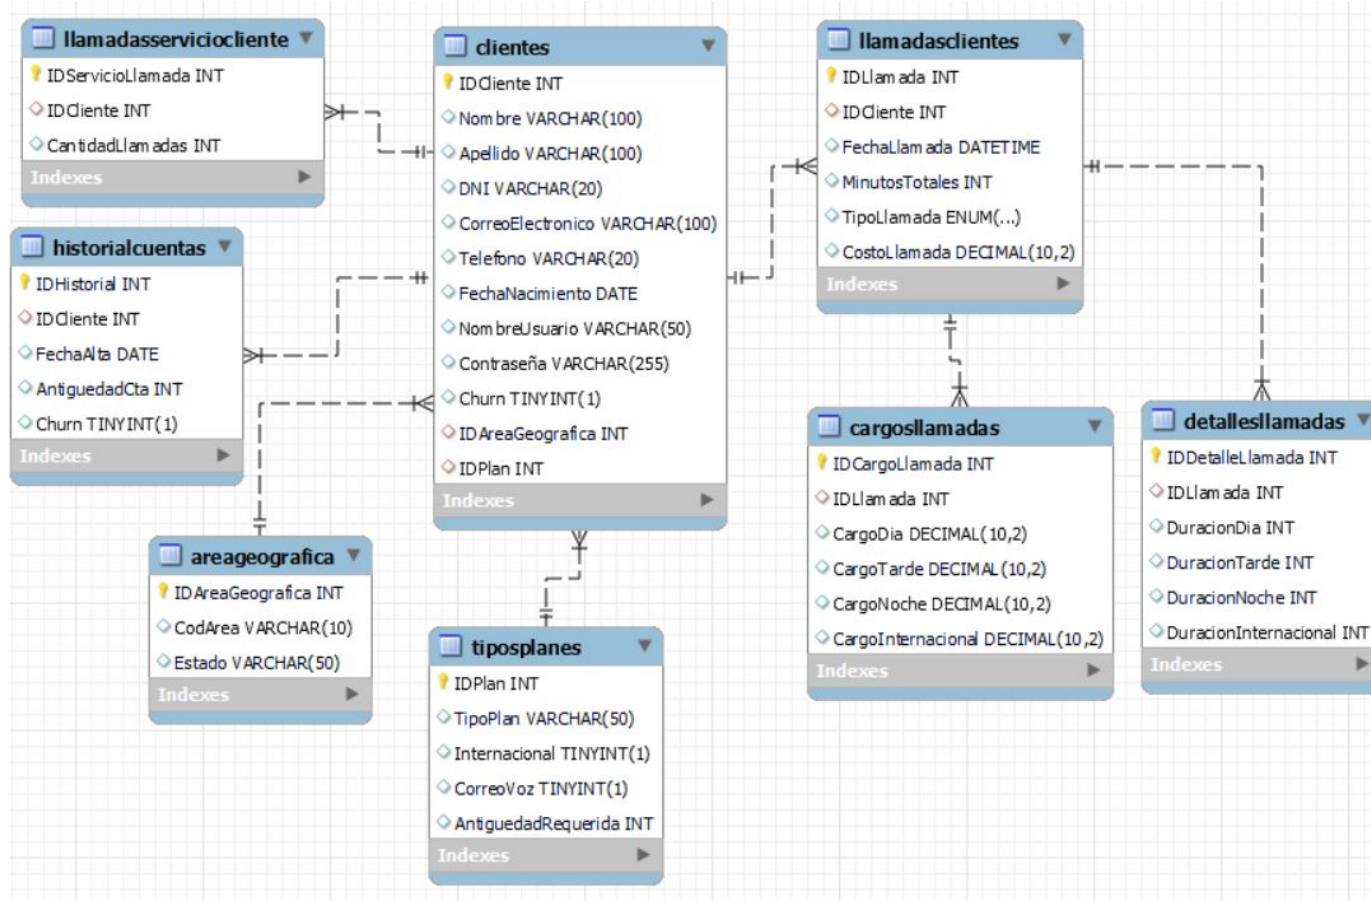 llamadasserviciocliente
IDServicioLlamada INT
IDCliente INT
CantidadLlamadas INT
Indexes
historialcuentas
IDHistorial INT
IDCliente INT
FechaAlta DATE
AntiguedadCta INT
Churn TINYINT(1)
Indexes
clientes
IDCliente INT
Nombre VARCHAR(100)
Apellido VARCHAR(100)
DNI VARCHAR(20)
CorreoElectronico VARCHAR(100)
Telefono VARCHAR(20)
FechaNacimiento DATE
NombreUsuario VARCHAR(50)
Contraseña VARCHAR(255)
Churn TINYINT(1)
IDAreaGeografica INT
IDPlan INT
Indexes
llamadasclientes
IDLlamada INT
IDCliente INT
FechaLlamada DATETIME
MinutosTotales INT
TipoLlamada ENUM(...)
CostoLlamada DECIMAL(10,2)
Indexes
cargosllamadas
IDCargoLlamada INT
IDLlamada INT
CargoDia DECIMAL(10,2)
CargoTarde DECIMAL(10,2)
CargoNoche DECIMAL(10,2)
CargoInternacional DECIMAL(10,2)
Indexes
detallesllamadas
IDDetalleLlamada INT
IDLlamada INT
DuracionDia INT
DuracionTarde INT
DuracionNoche INT
DuracionInternacional INT
Indexes
areageografica
IDAreaGeografica INT
CodArea VARCHAR(10)
Estado VARCHAR(50)
Indexes
tiposplanes
IDPlan INT
TipoPlan VARCHAR(50)
Internacional TINYINT(1)
CorreoVoz TINYINT(1)
AntiguedadRequerida INT
Indexes